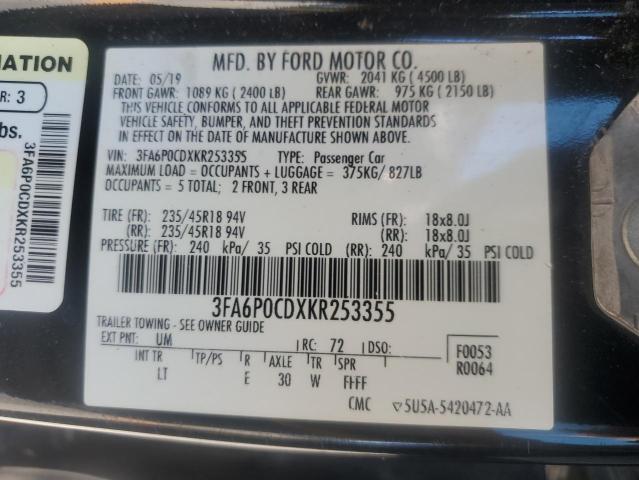 NATION
R: 3
bs.
3FA6P0CDXKR253355
MFD. BY FORD MOTOR CO.
DATE: 05/19 GVWR: 2041 KG ( 4500 LB)
FRONT GAWR: 1089 KG ( 2400 LB) REAR GAWR: 975 KG ( 2150 LB)
THIS VEHICLE CONFORMS TO ALL APPLICABLE FEDERAL MOTOR
VEHICLE SAFETY, BUMPER, AND THEFT PREVENTION STANDARDS
IN EFFECT ON THE DATE OF MANUFACTURE SHOWN ABOVE.
VIN: 3FA6P0CDXKR253355 TYPE: Passenger Car
MAXIMUM LOAD = OCCUPANTS + LUGGAGE = 375KG/ 827LB
OCCUPANTS = 5 TOTAL; 2 FRONT, 3 REAR
TIRE (FR): 235/45R18 94V RIMS (FR): 18x8.0J
(RR): 235/45R18 94V (RR): 18x8.0J
PRESSURE (FR): 240 kPa/ 35 PSI COLD (RR): 240 kPa/ 35 PSI COLD
3FA6P0CDXKR253355
TRAILER TOWING - SEE OWNER GUIDE
EXT PNT: UM RC: 72 DSO: F0053
INT TR TP/PS R AXLE TR SPR R0064
LT E 30 W FFFF
CMC ▽5U5A-5420472-AA